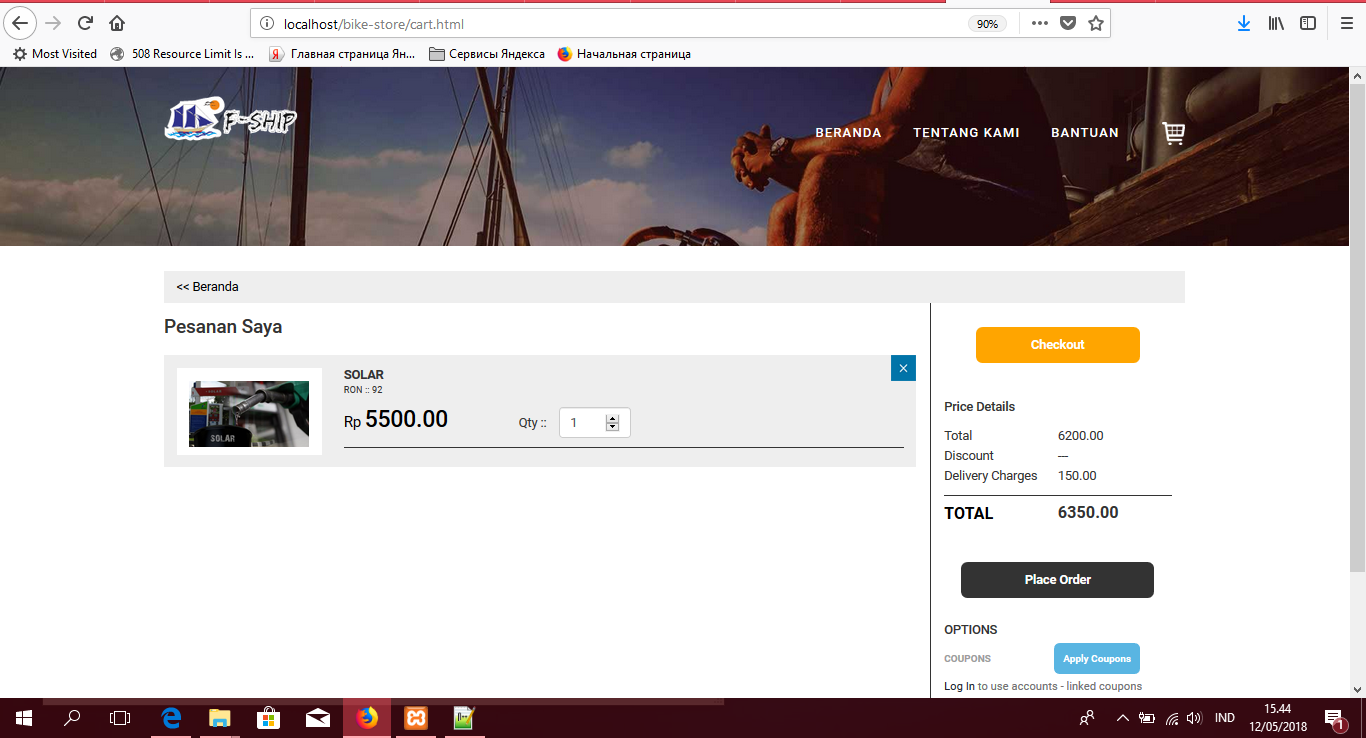 localhost/bike-store/cart.html
90%
Most Visited
508 Resource Limit Is ...
Главная страница Ян...
Сервисы Яндекса
Начальная страница
F-SHIP
BERANDA
TENTANG KAMI
BANTUAN
<< Beranda
Pesanan Saya
SOLAR
RON :: 92
Rp 5500.00
Qty ::
1
SOLAR
Checkout
Price Details
Total 6200.00
Discount ---
Delivery Charges 150.00
TOTAL 6350.00
Place Order
OPTIONS
COUPONS
Apply Coupons
Log In to use accounts - linked coupons
IND
15.44
12/05/2018
1